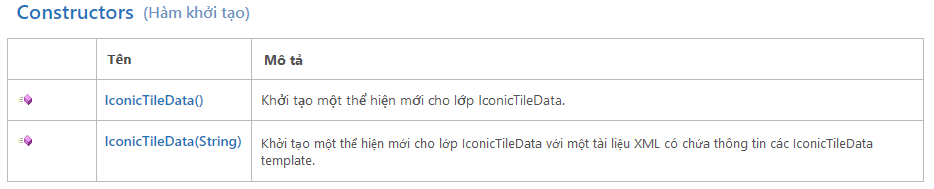 Constructors (Hàm khởi tạo)
Tên Mô tả
IconicTileData() Khởi tạo một thể hiện mới cho lớp IconicTileData.
IconicTileData(String) Khởi tạo một thể hiện mới cho lớp IconicTileData với một tài liệu XML có chứa thông tin các IconicTileData
template.